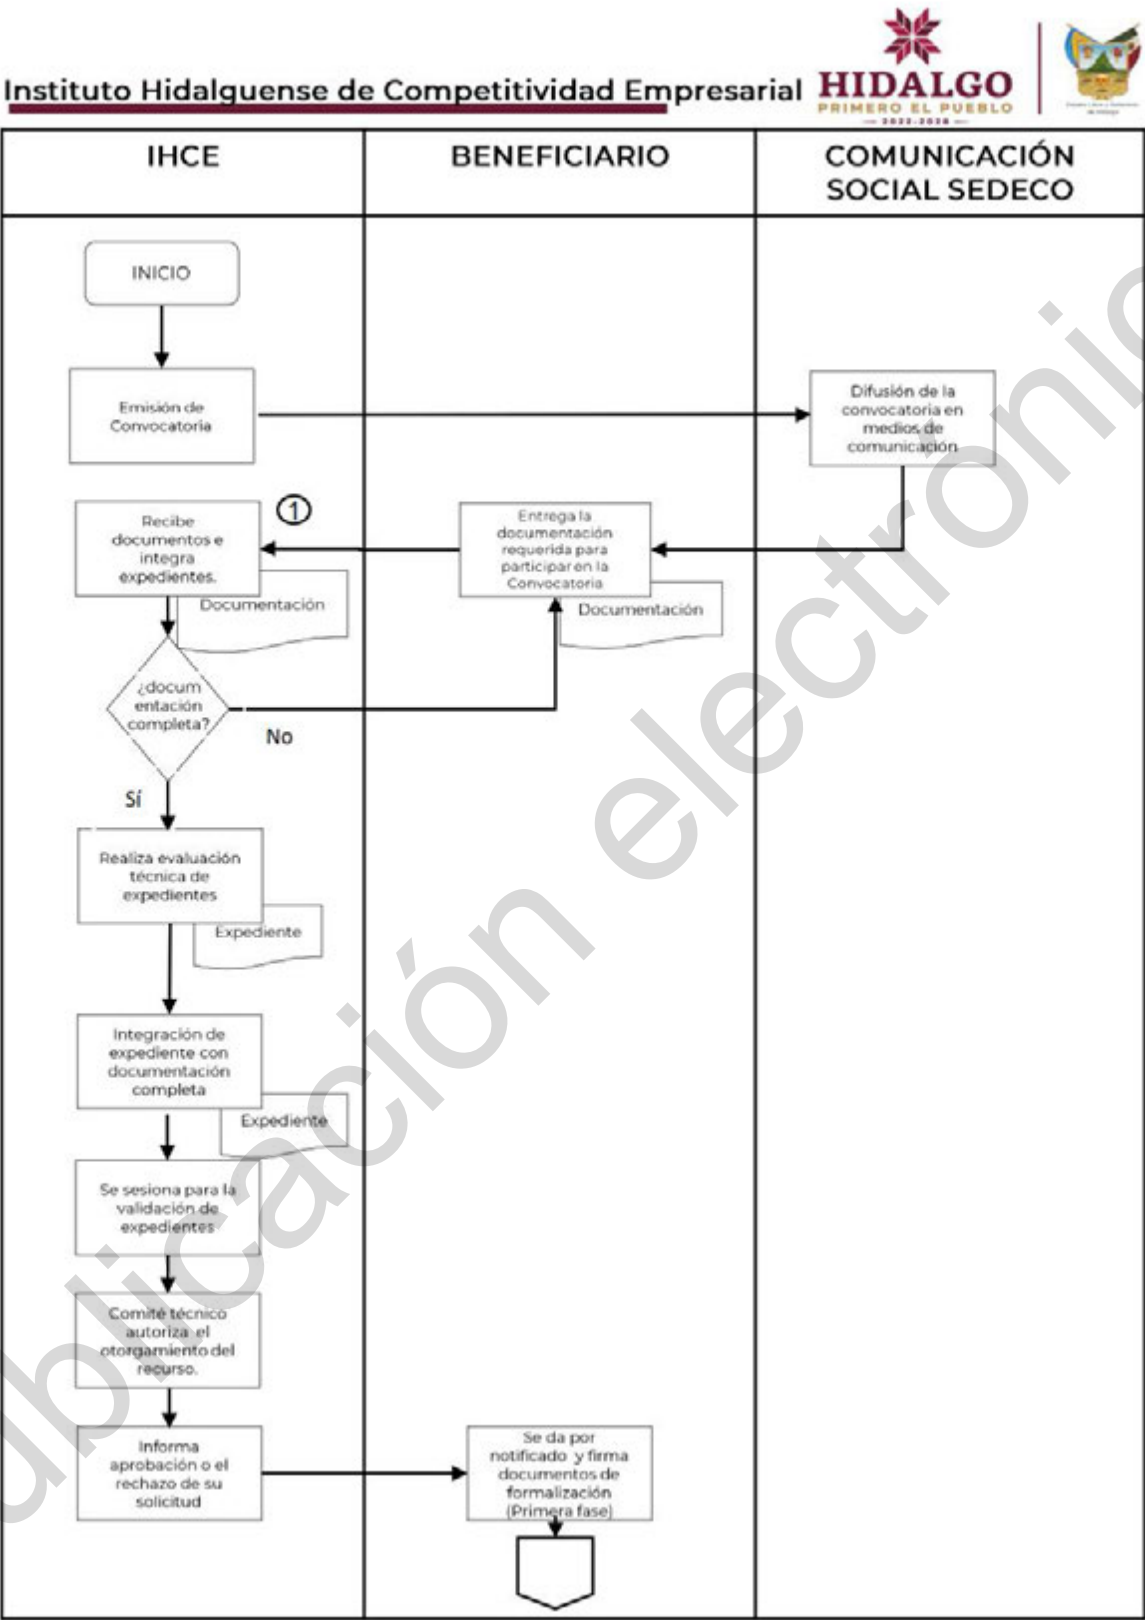 Instituto Hidalguense de Competitividad Empresarial
HIDALGO
PRIMERO EL PUEBLO
2022-2028
IHCE
BENEFICIARIO
COMUNICACIÓN
SOCIAL SEDECO
INICIO
Emisión de
Convocatoria
Difusión de la
convocatoria en
medios de
comunicación
Recibe
documentos e
integra
expedientes.
1
Entrega la
documentación
requerida para
participar en la
Convocatoria
Documentación
Documentación
¿docum
entación
completa?
No
Sí
Realiza evaluación
técnica de
expedientes
Expediente
Integración de
expediente con
documentación
completa
Expediente
Se sesiona para la
validación de
expedientes
Comité técnico
autoriza el
otorgamiento del
recurso.
Informa
aprobación o el
rechazo de su
solicitud
Se da por
notificado y firma
documentos de
formalización
(Primera fase)
ublicación electrónic